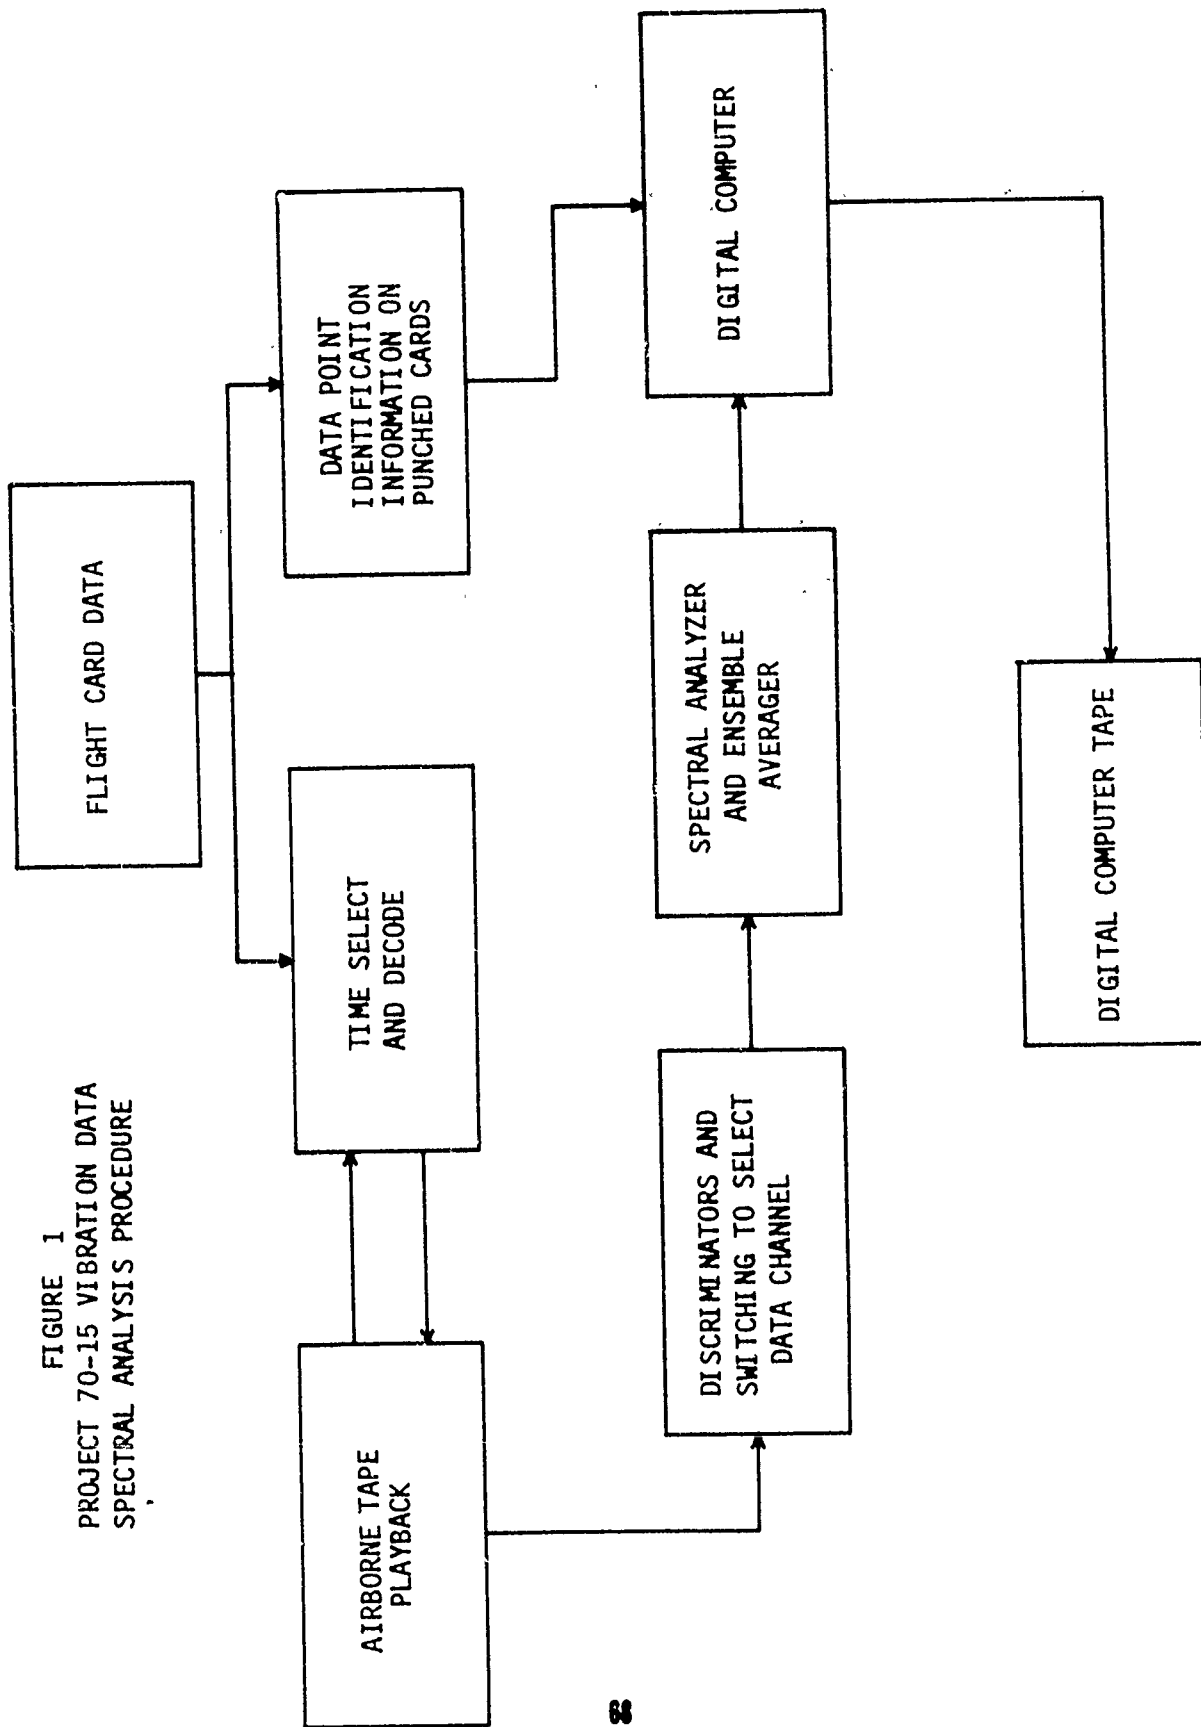 FIGURE 1
PROJECT 70-15 VIBRATION DATA
SPECTRAL ANALYSIS PROCEDURE
FLIGHT CARD DATA
TIME SELECT
AND DECODE
DATA POINT
IDENTIFICATION
INFORMATION ON
PUNCHED CARDS
AIRBORNE TAPE
PLAYBACK
DISCRIMINATORS AND
SWITCHING TO SELECT
DATA CHANNEL
SPECTRAL ANALYZER
AND ENSEMBLE
AVERAGER
DIGITAL COMPUTER
DIGITAL COMPUTER TAPE